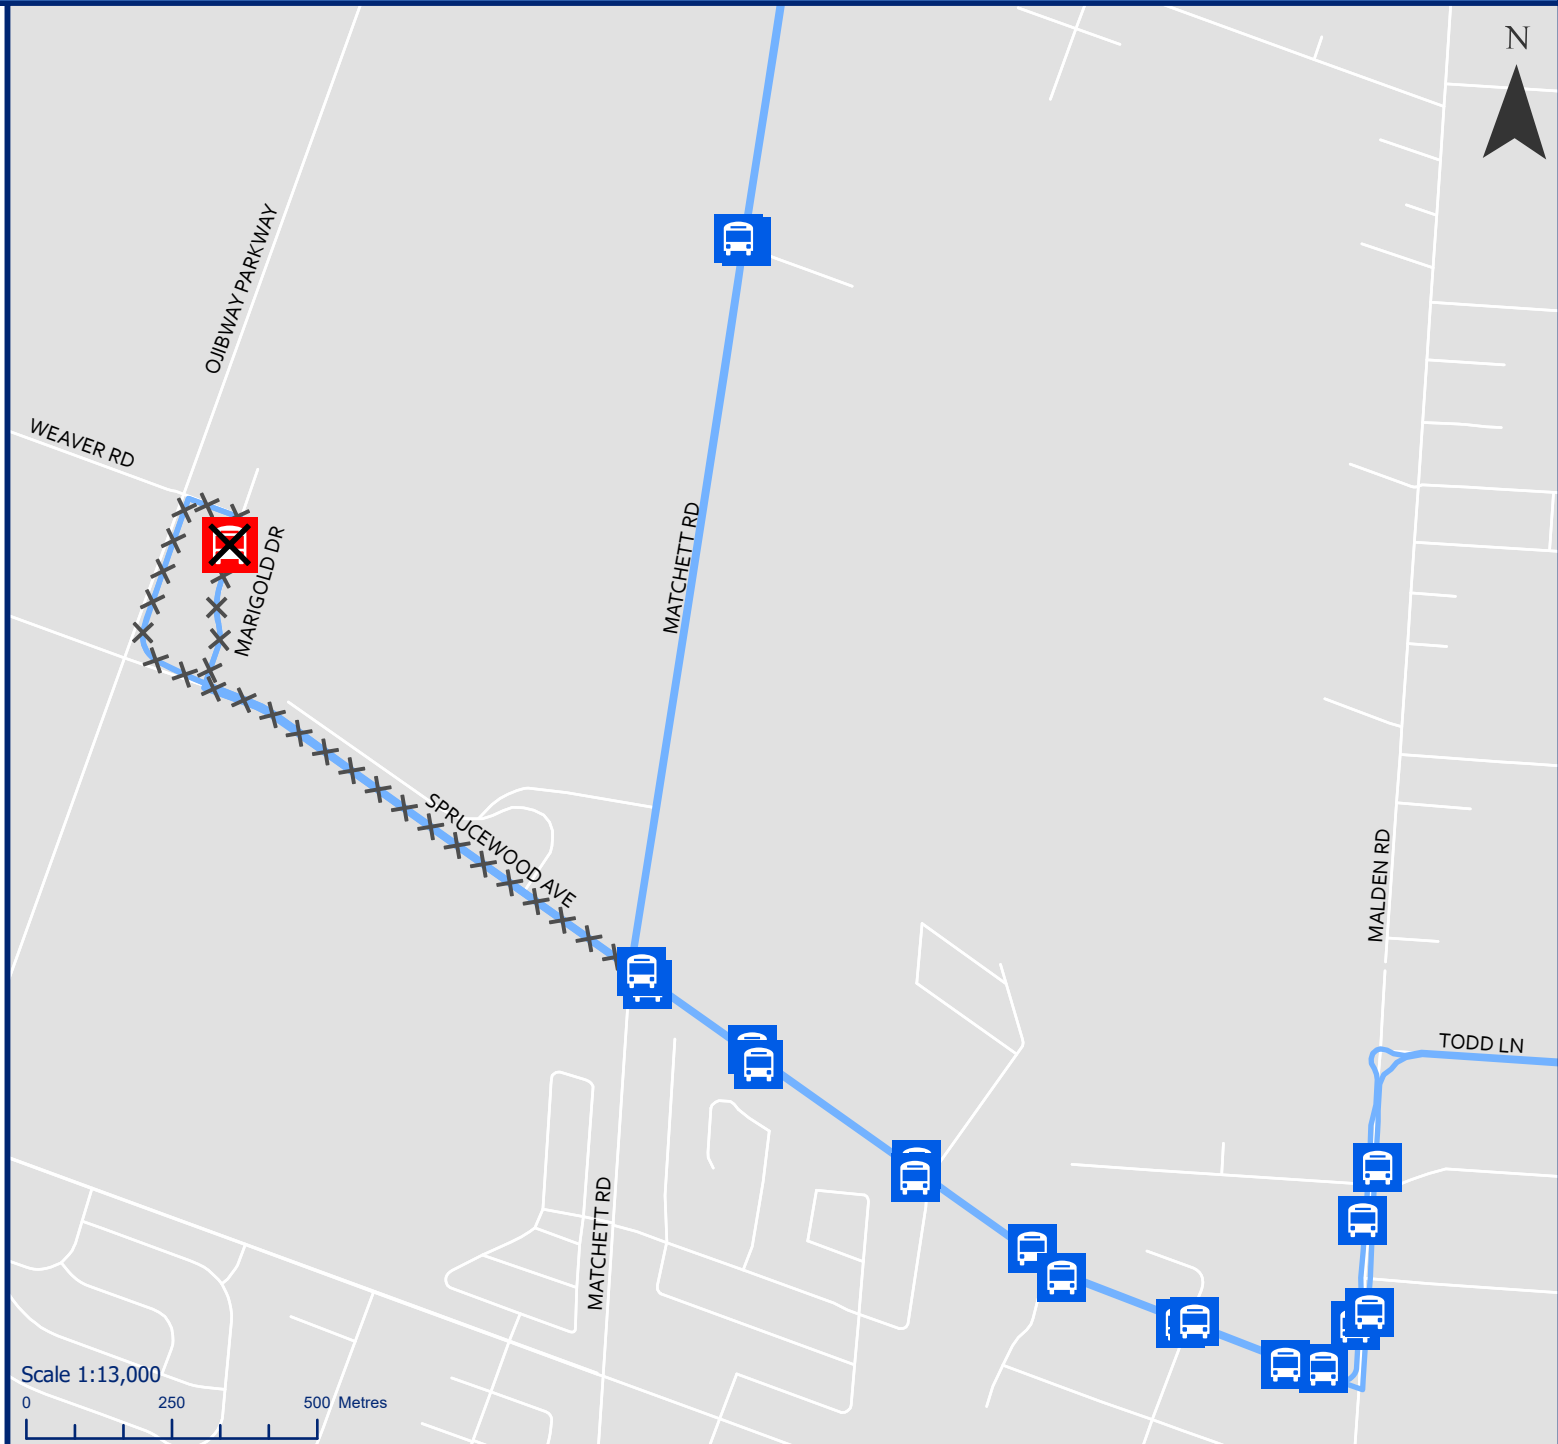 N
OJIBWAY PARKWAY
WEAVER RD
MATCHETT RD
MARIGOLD DR
SPRUCEWOOD AVE
MALDEN RD
TODD LN
MATCHETT RD
Scale 1:13,000
0 250 500 Metres